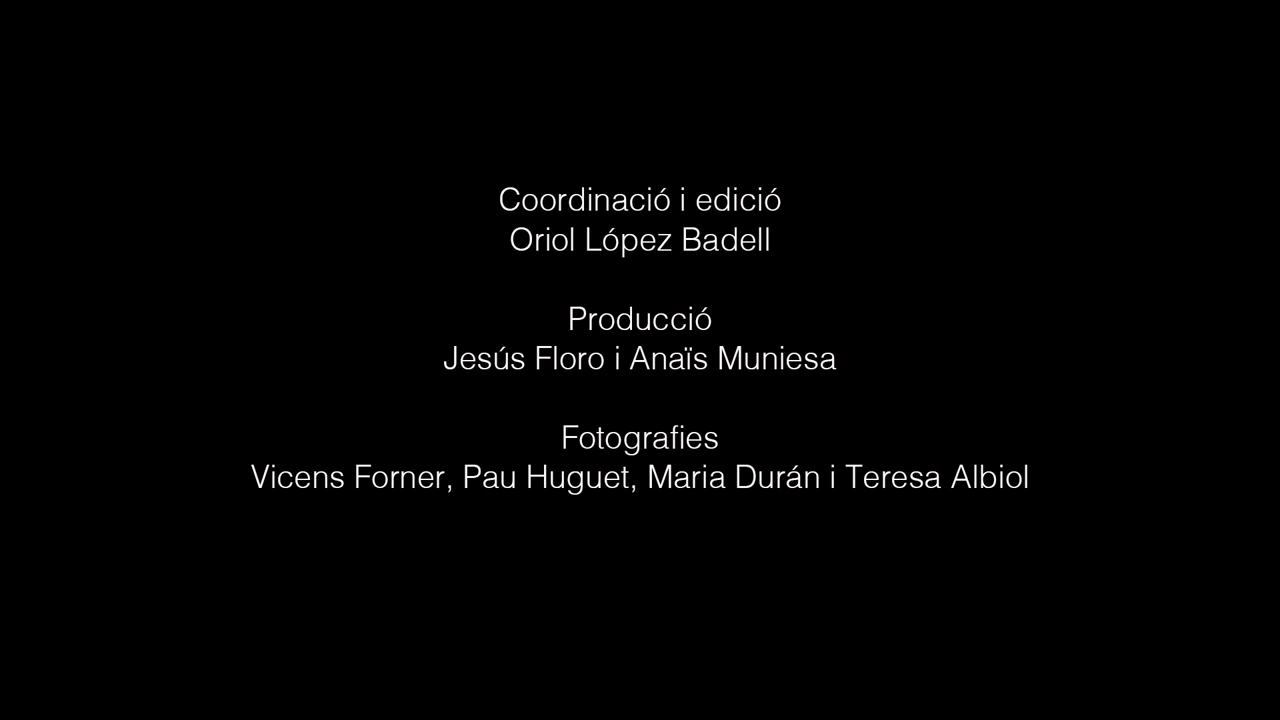 Coordinació i edició
Oriol López Badell
Producció
Jesús Floro i Anaïs Muniesa
Fotografies
Vicens Forner, Pau Huguet, Maria Durán i Teresa Albiol